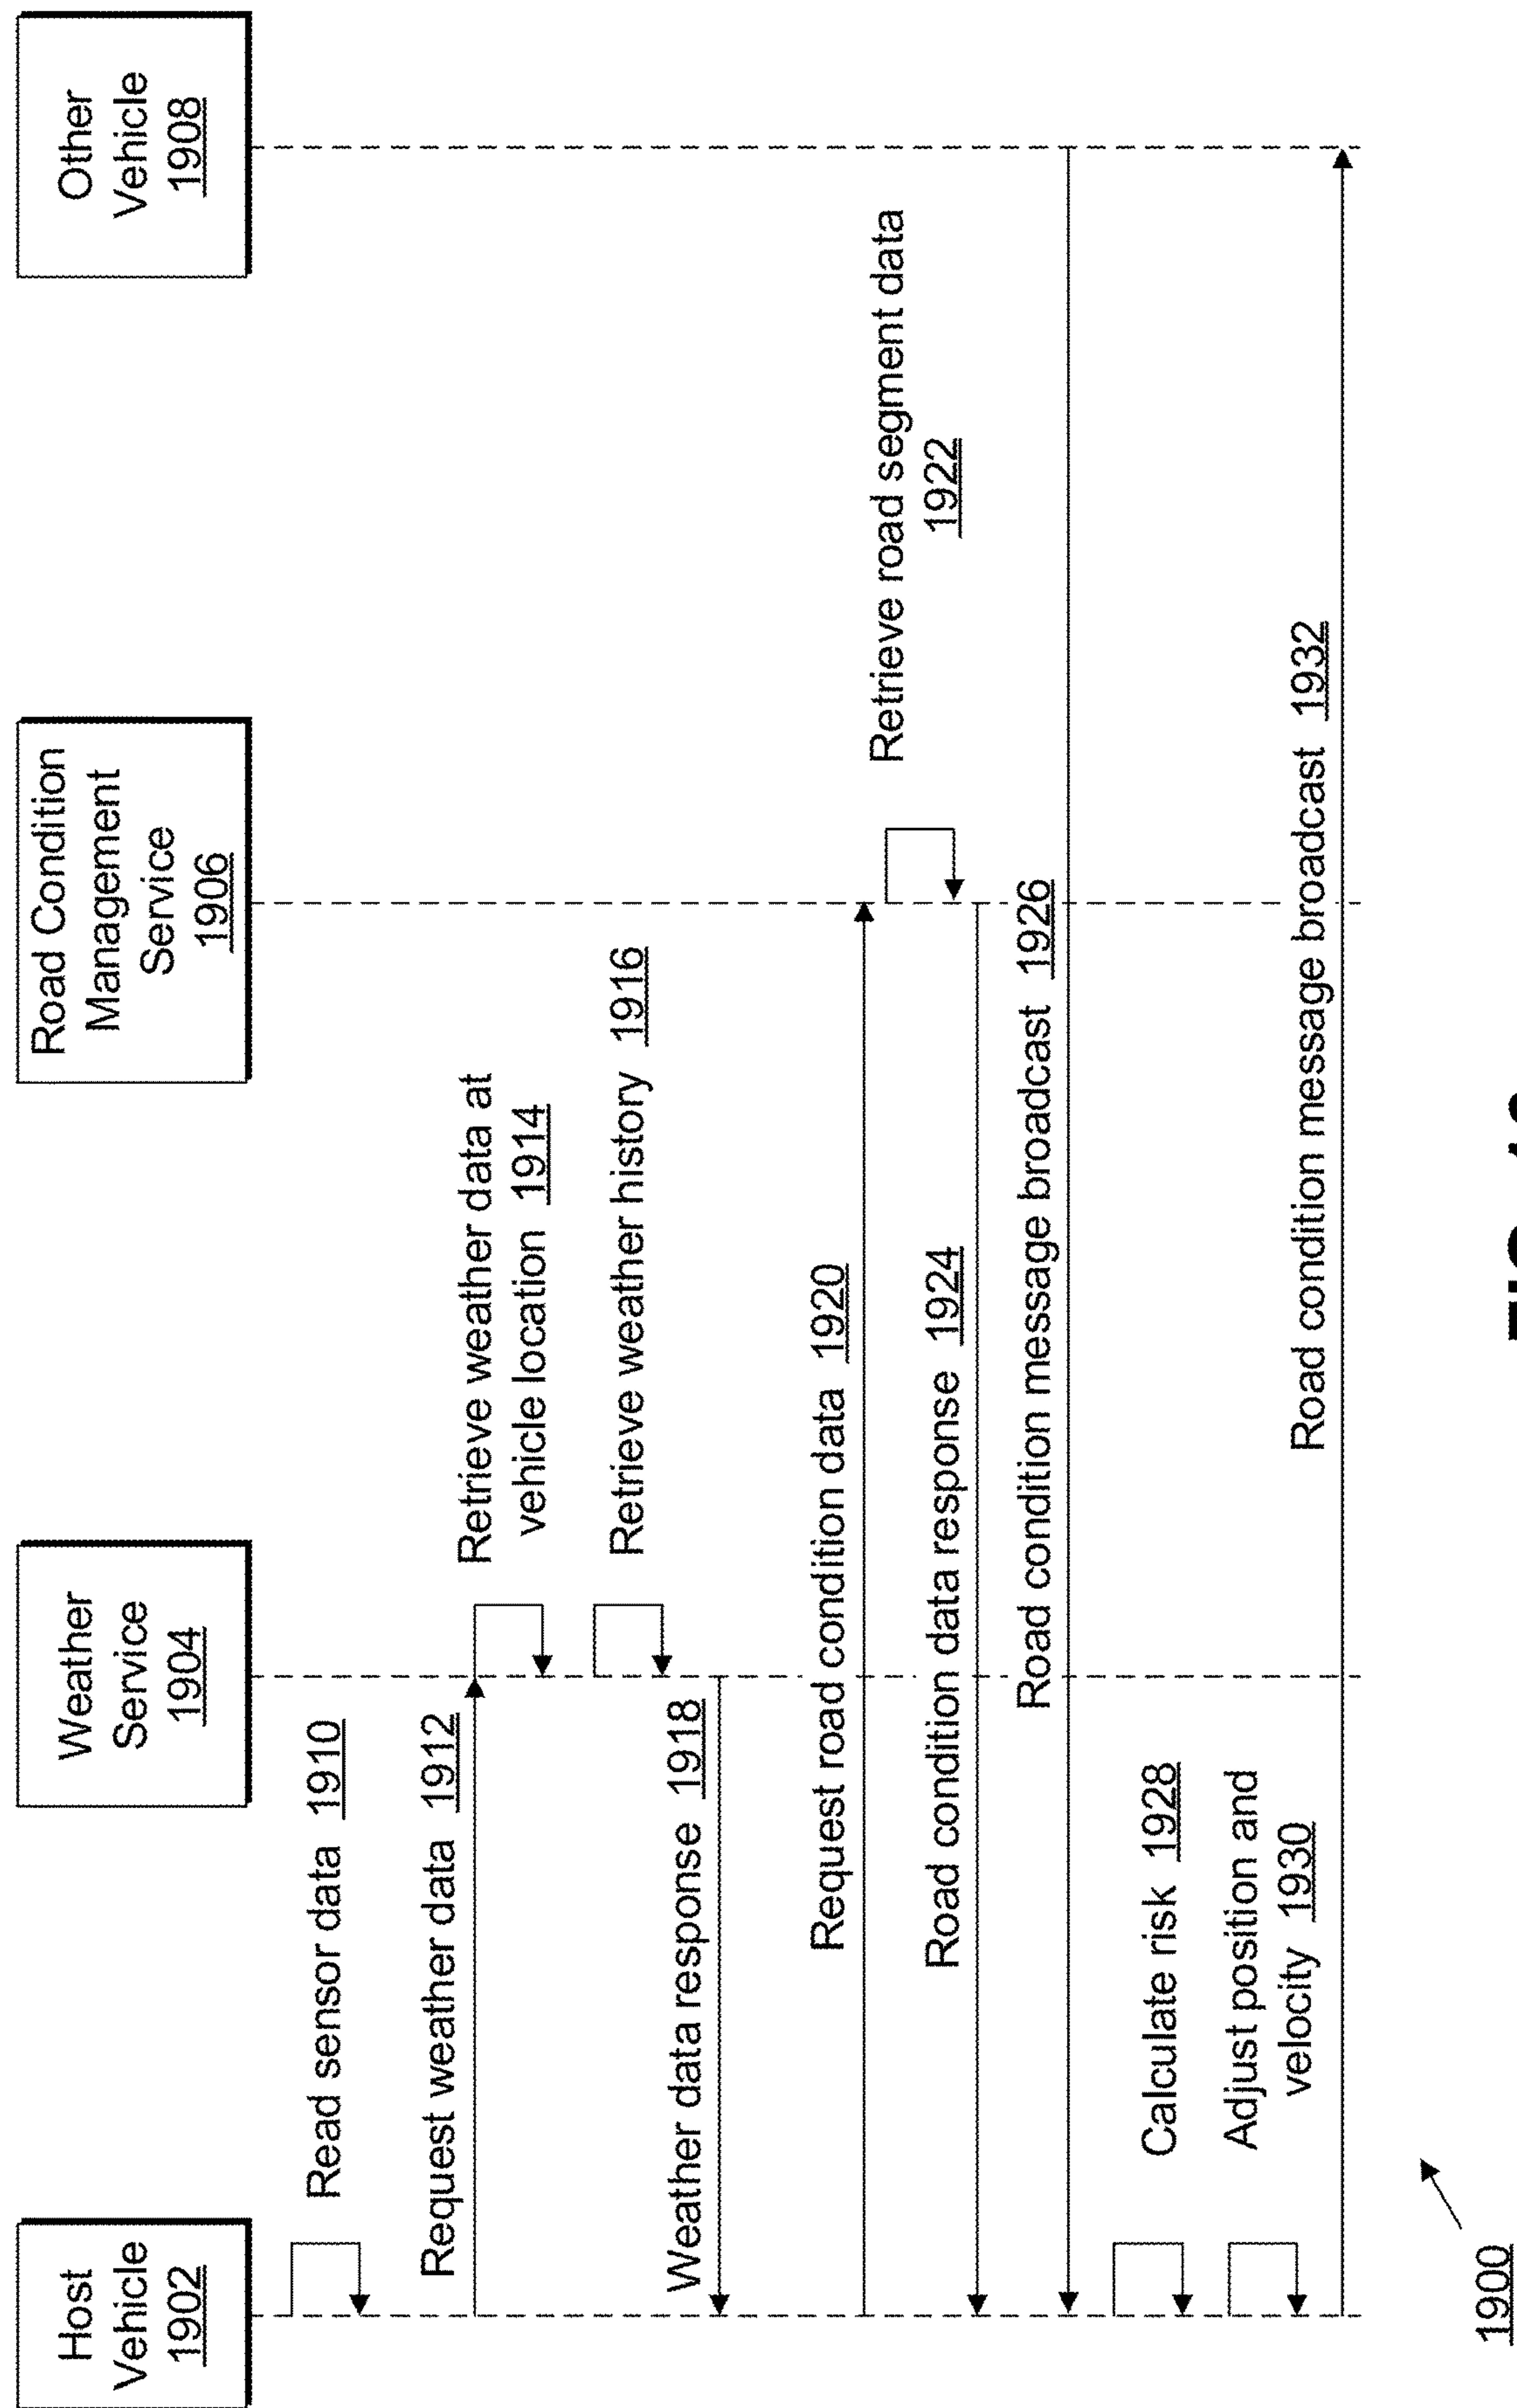 Host
Vehicle
1902
Weather
Service
1904
Road Condition
Management
Service
1906
Other
Vehicle
1908
Read sensor data 1910
Request weather data 1912
Retrieve weather data at
vehicle location 1914
Retrieve weather history 1916
Weather data response 1918
Request road condition data 1920
Retrieve road segment data
1922
Road condition data response 1924
Road condition message broadcast 1926
Calculate risk 1928
Adjust position and
velocity 1930
Road condition message broadcast 1932
1900